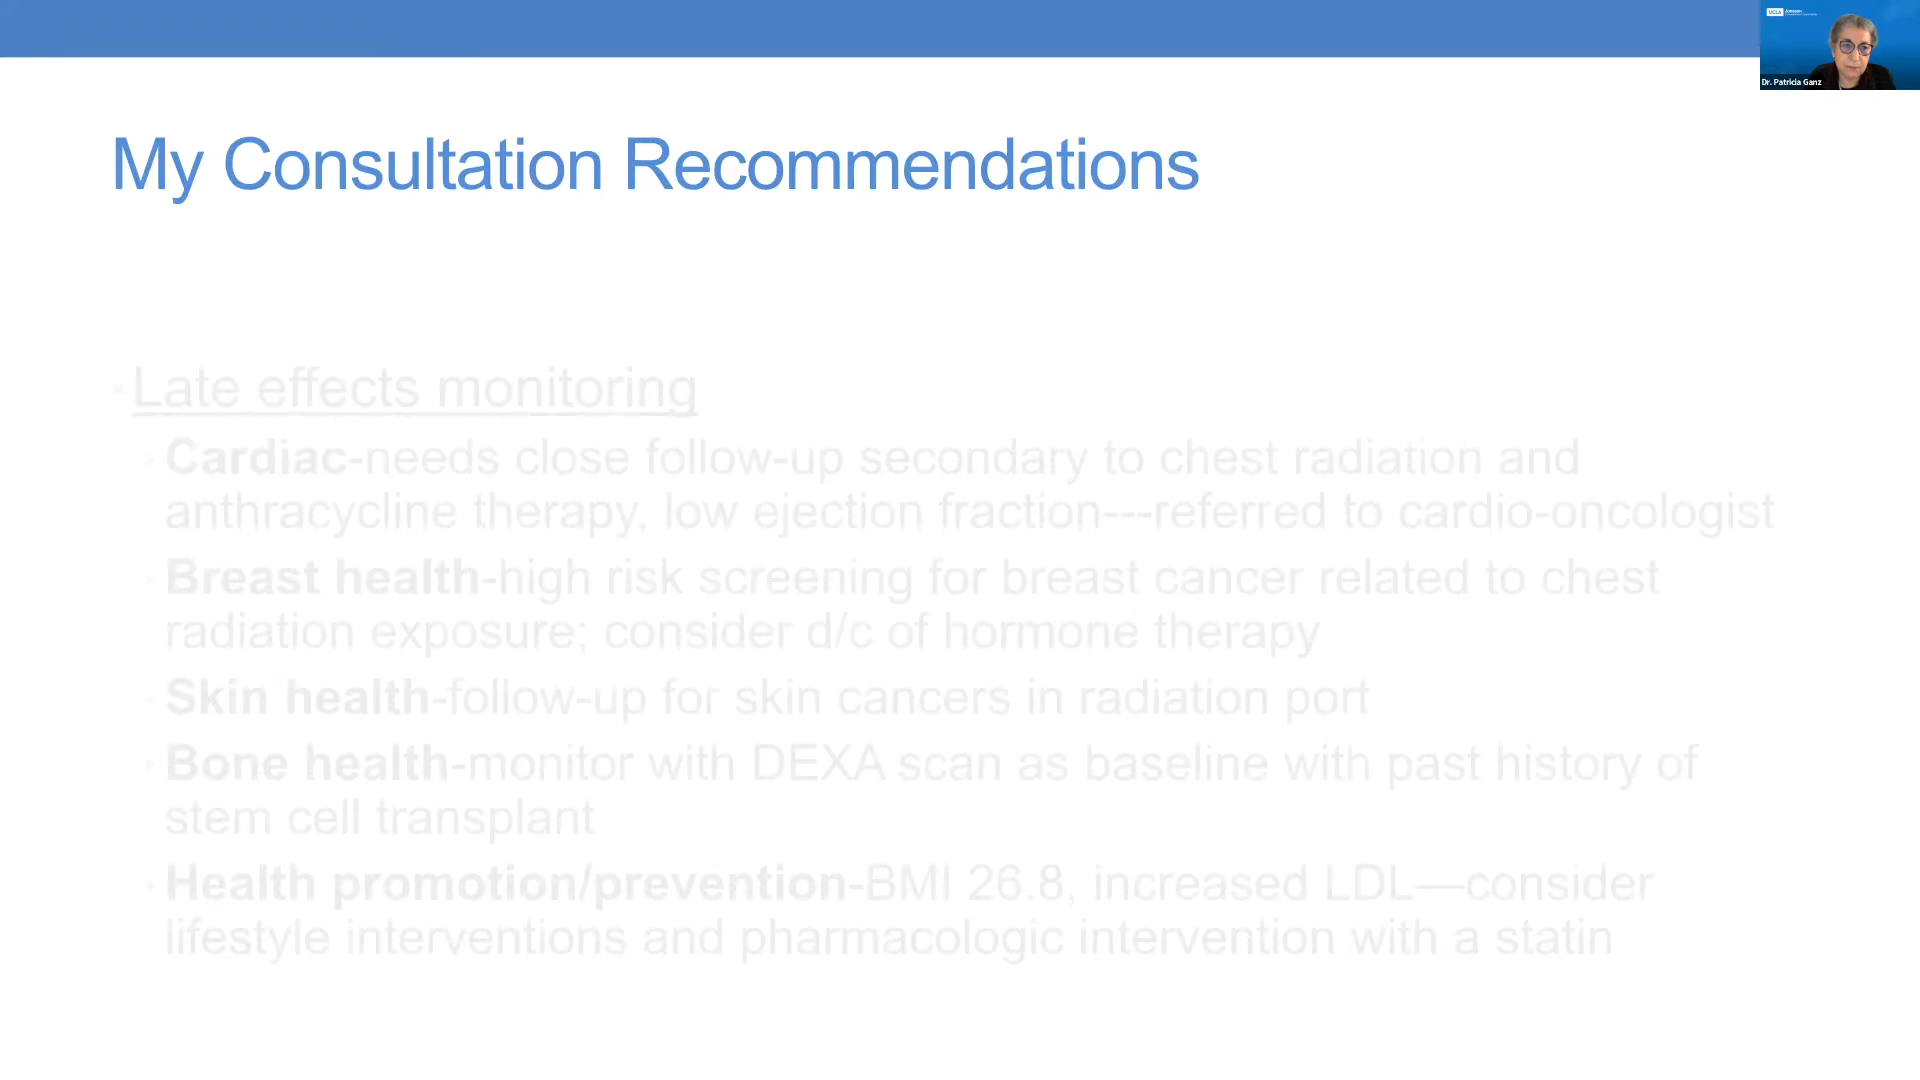 UCLA
Dr. Patricia Ganz
My Consultation Recommendations
• Late effects monitoring
• Cardiac-needs close follow-up secondary to chest radiation and
anthracycline therapy, low ejection fraction---referred to cardio-oncologist
• Breast health-high risk screening for breast cancer related to chest
radiation exposure; consider d/c of hormone therapy
• Skin health-follow-up for skin cancers in radiation port
• Bone health-monitor with DEXA scan as baseline with past history of
stem cell transplant
• Health promotion/prevention-BMI 26.8, increased LDL—consider
lifestyle interventions and pharmacologic intervention with a statin